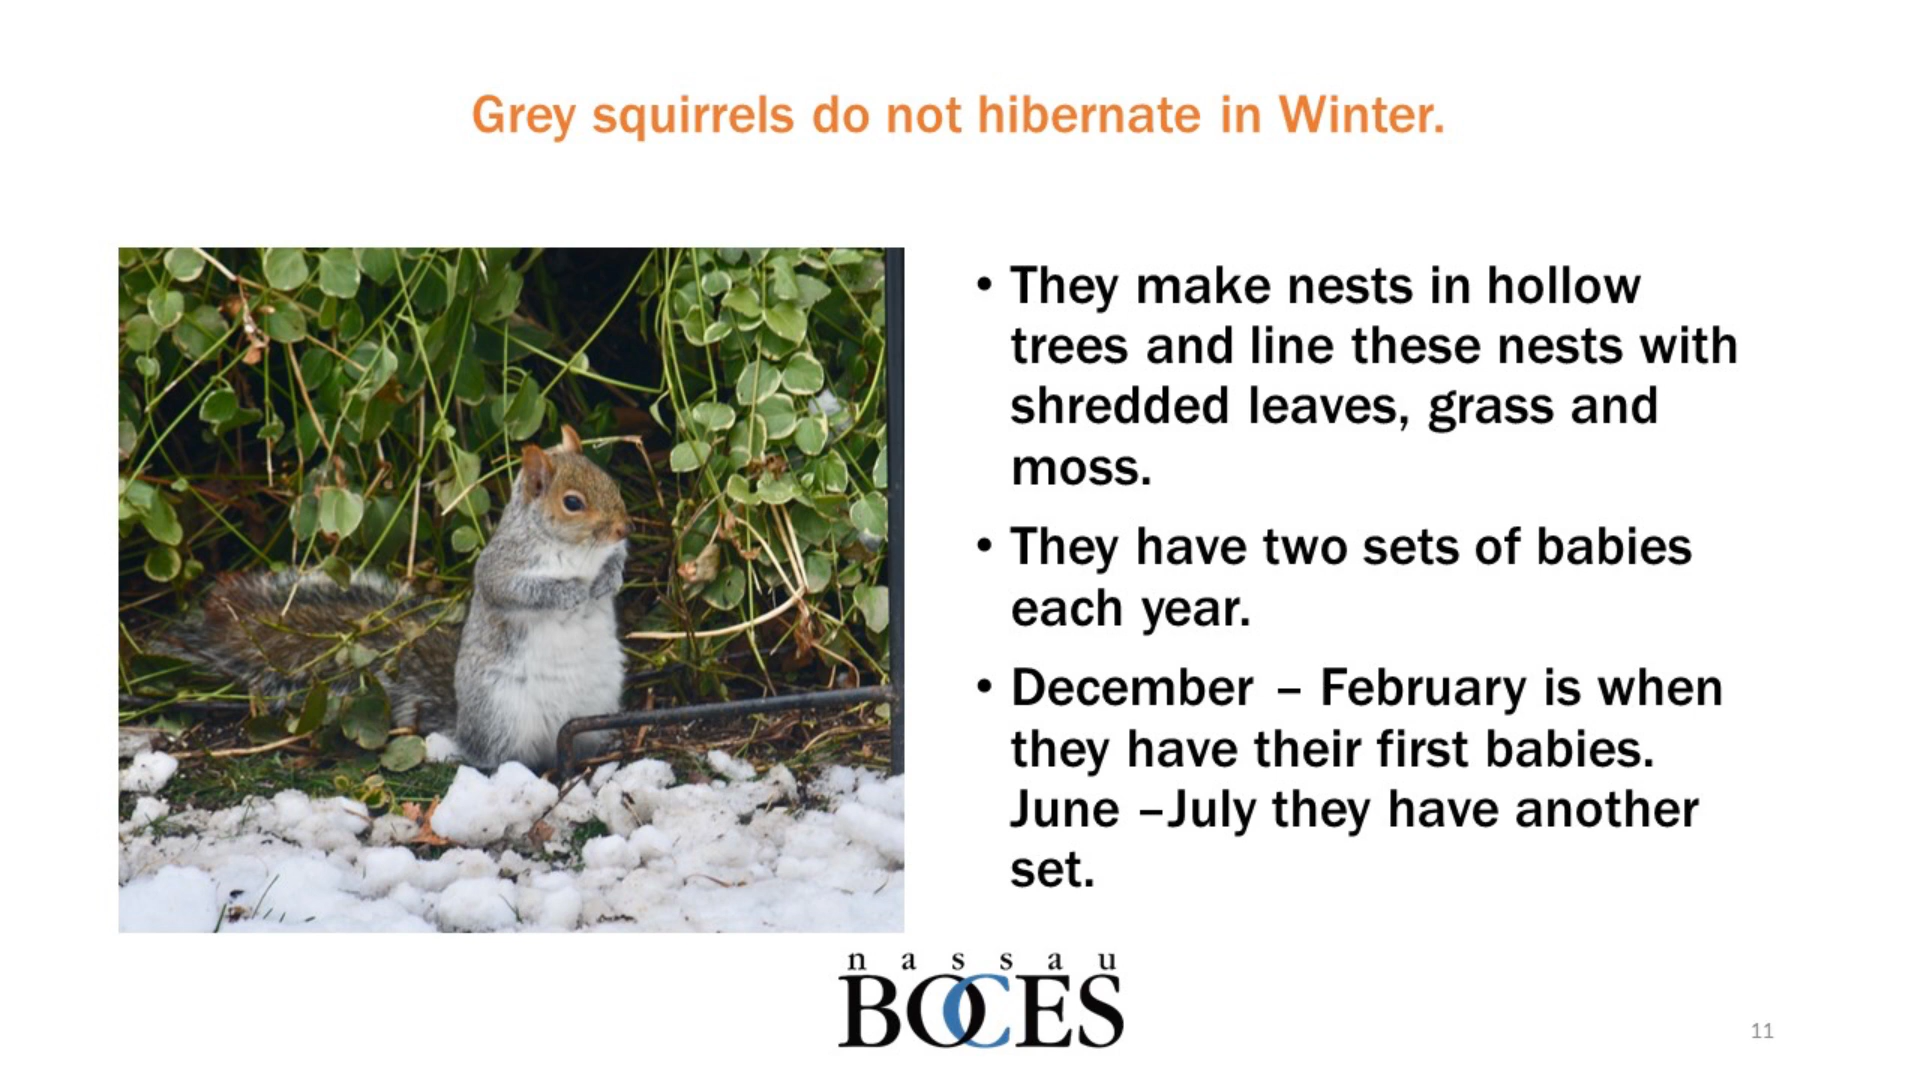 Grey squirrels do not hibernate in Winter.
• They make nests in hollow
trees and line these nests with
shredded leaves, grass and
moss.
• They have two sets of babies
each year.
• December – February is when
they have their first babies.
June –July they have another
set.
nassau
BOCES
11